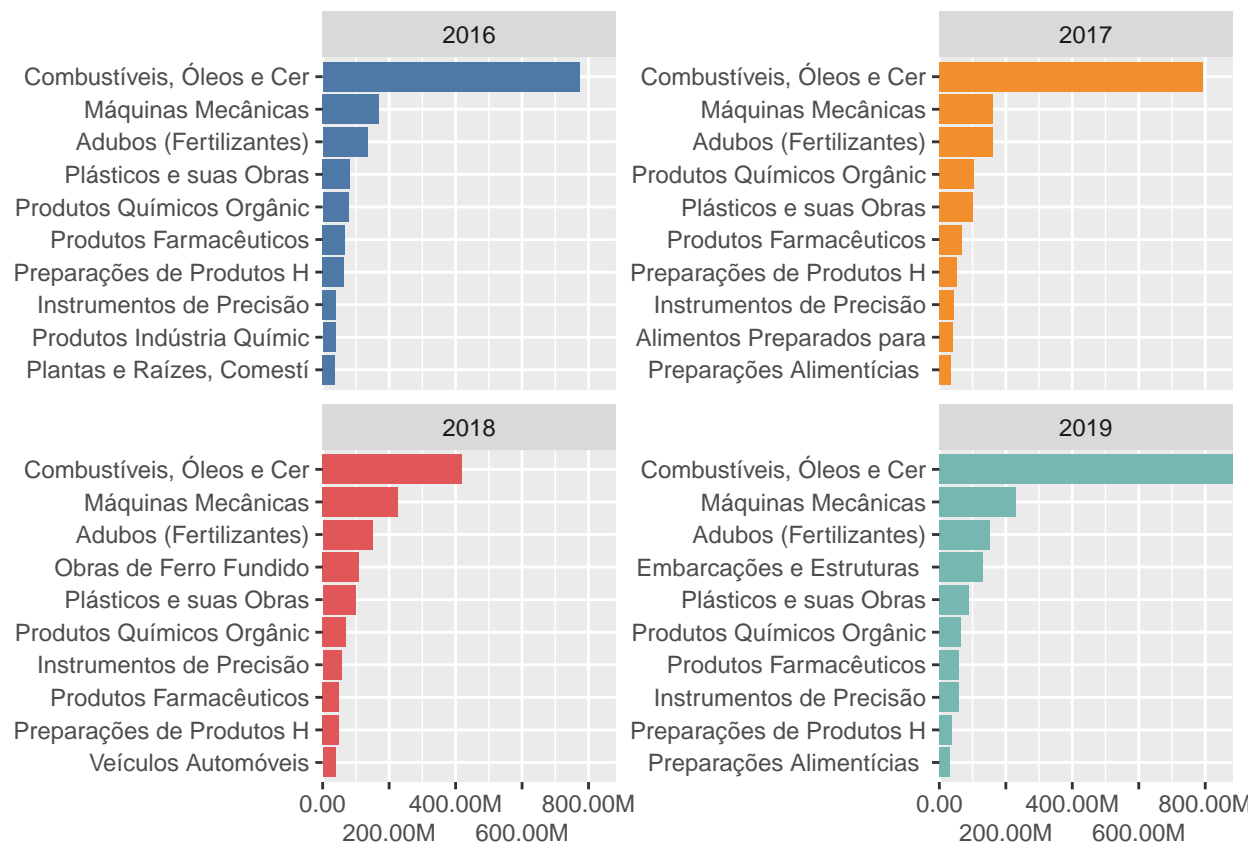 2016
Combustíveis, Óleos e Cer
Máquinas Mecânicas
Adubos (Fertilizantes)
Plásticos e suas Obras
Produtos Químicos Orgânic
Produtos Farmacêuticos
Preparações de Produtos H
Instrumentos de Precisão
Produtos Indústria Químic
Plantas e Raízes, Comestí
2017
Combustíveis, Óleos e Cer
Máquinas Mecânicas
Adubos (Fertilizantes)
Produtos Químicos Orgânic
Plásticos e suas Obras
Produtos Farmacêuticos
Preparações de Produtos H
Instrumentos de Precisão
Alimentos Preparados para
Preparações Alimentícias
2018
Combustíveis, Óleos e Cer
Máquinas Mecânicas
Adubos (Fertilizantes)
Obras de Ferro Fundido
Plásticos e suas Obras
Produtos Químicos Orgânic
Instrumentos de Precisão
Produtos Farmacêuticos
Preparações de Produtos H
Veículos Automóveis
0.00 400.00M 800.00M
200.00M 600.00M
2019
Combustíveis, Óleos e Cer
Máquinas Mecânicas
Adubos (Fertilizantes)
Embarcações e Estruturas
Plásticos e suas Obras
Produtos Químicos Orgânic
Produtos Farmacêuticos
Instrumentos de Precisão
Preparações de Produtos H
Preparações Alimentícias
0.00 400.00M 800.00M
200.00M 600.00M